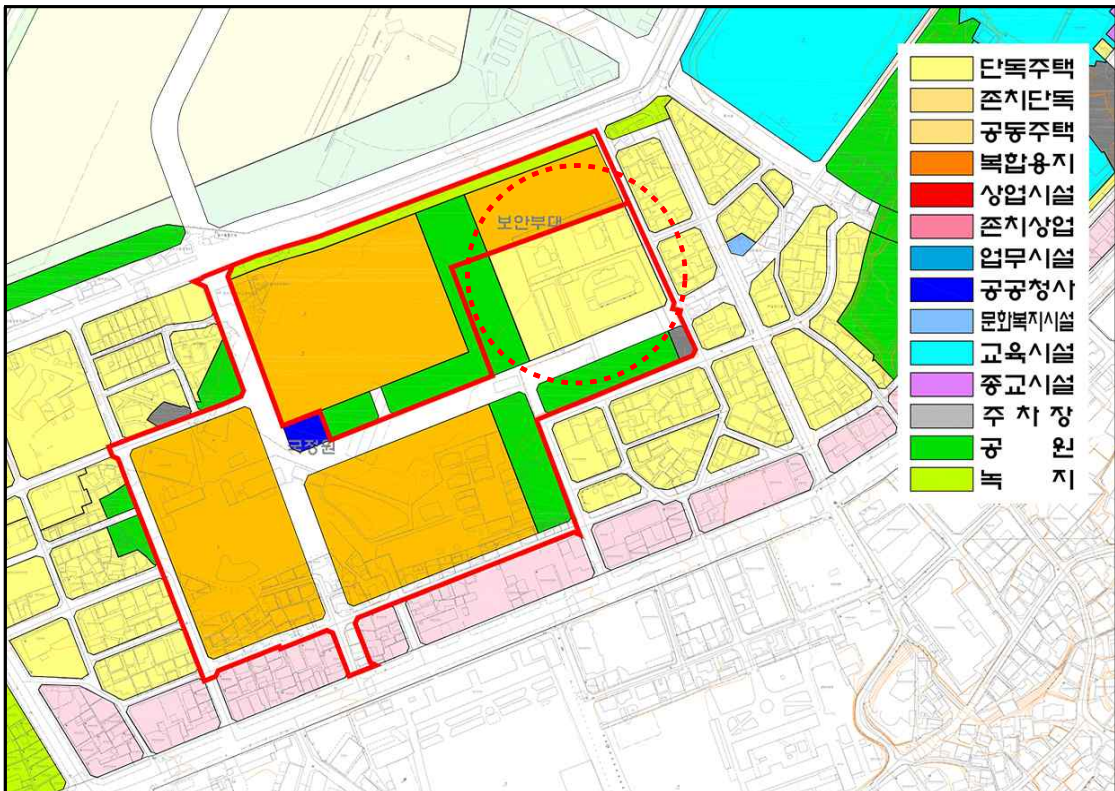 단독주택
존치단독
공동주택
복합용지
상업시설
존치상업
업무시설
공공청사
문화복지시설
교육시설
종교시설
주 차 장
공 원
녹 지
보안부대
국정원